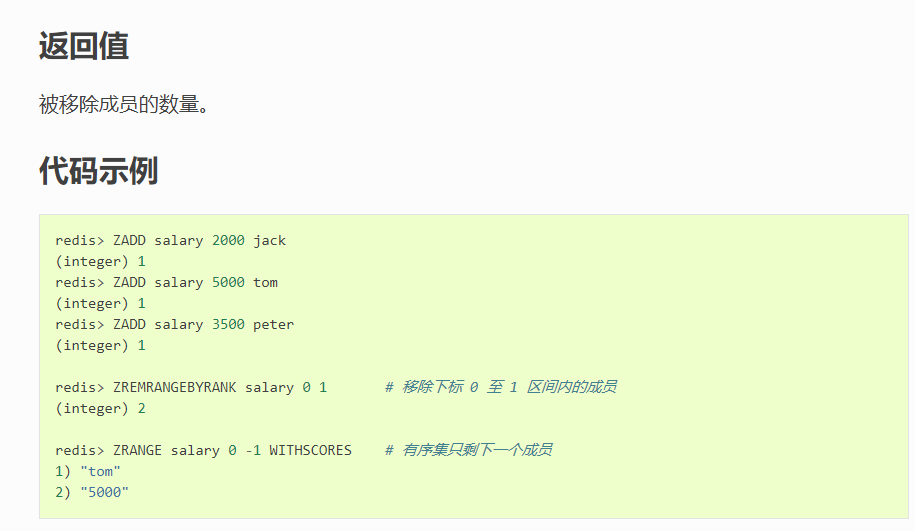 返回值
被移除成员的数量。
代码示例
redis> ZADD salary 2000 jack
(integer) 1
redis> ZADD salary 5000 tom
(integer) 1
redis> ZADD salary 3500 peter
(integer) 1
redis> ZREMRANGEBYRANK salary 0 1       # 移除下标 0 至 1 区间内的成员
(integer) 2
redis> ZRANGE salary 0 -1 WITHSCORES    # 有序集只剩下一个成员
1) "tom"
2) "5000"